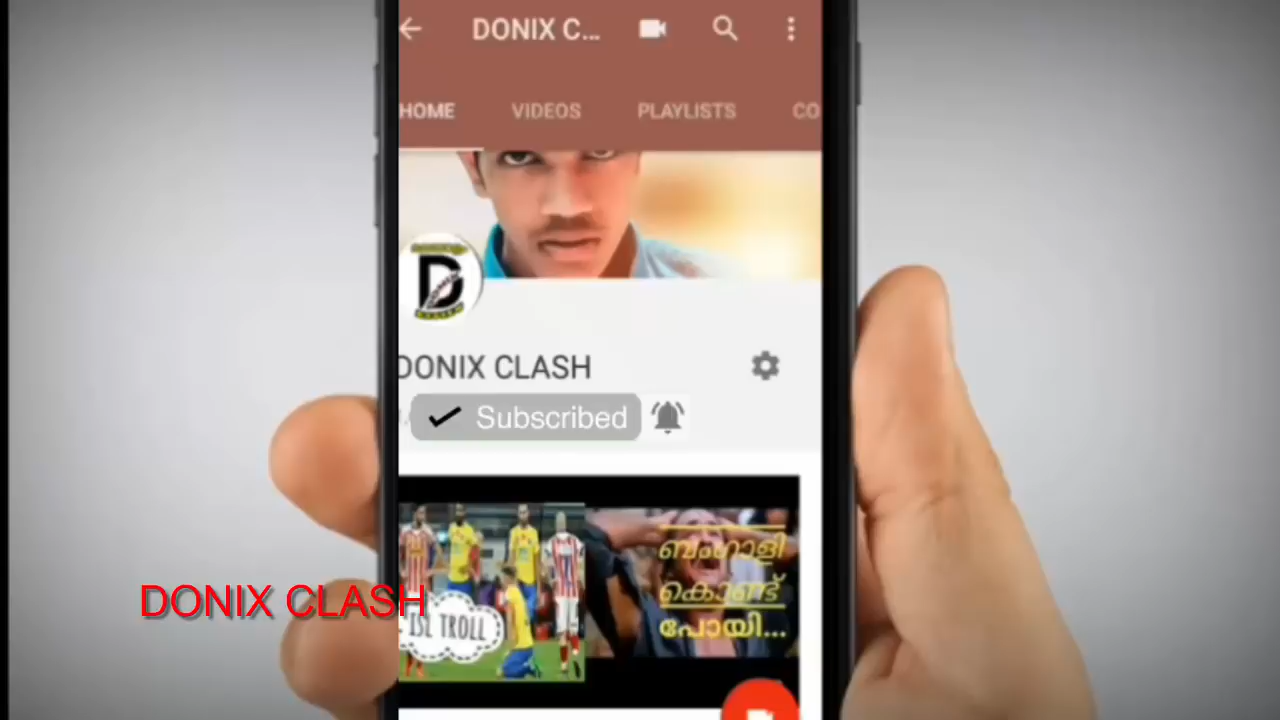 DONIX C...
HOME VIDEOS PLAYLISTS CO
D
DONIX CLASH
Subscribed
ISL TROLL
ബംഗാളി
കൊണ്ട്
പോയി...
DONIX CLASH